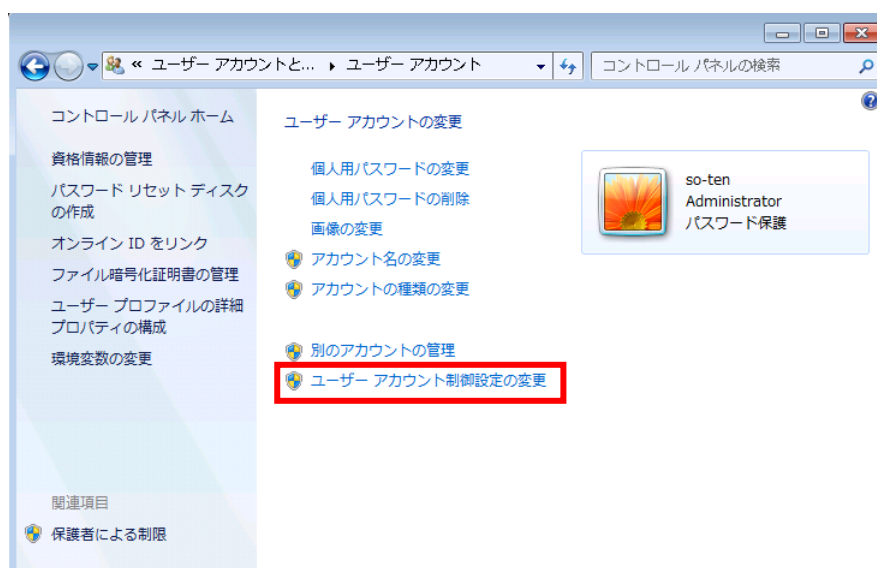 « ユーザー アカウントと... ▸ ユーザー アカウント
コントロール パネルの検索
コントロール パネル ホーム
資格情報の管理
パスワード リセット ディスク
の作成
オンライン ID をリンク
ファイル暗号化証明書の管理
ユーザー プロファイルの詳細
プロパティの構成
環境変数の変更
関連項目
保護者による制限
ユーザー アカウントの変更
個人用パスワードの変更
個人用パスワードの削除
画像の変更
アカウント名の変更
アカウントの種類の変更
別のアカウントの管理
ユーザー アカウント制御設定の変更
so-ten
Administrator
パスワード保護